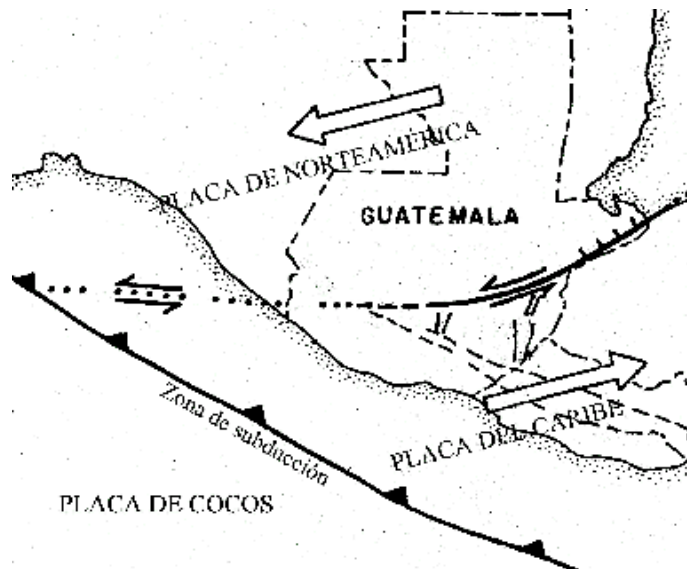 PLACA DE NORTEAMÉRICA
GUATEMALA
Zona de subducción
PLACA DEL CARIBE
PLACA DE COCOS